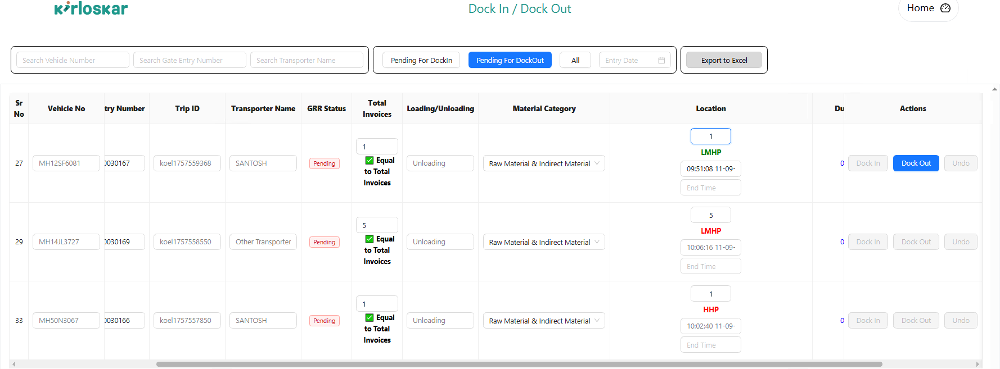 kirloskar
Dock In / Dock Out
Home
Search Vehicle Number
Search Gate Entry Number
Search Transporter Name
Pending For DockIn
Pending For DockOut
All
Entry Date
Export to Excel
Sr No
Vehicle No
try Number
Trip ID
Transporter Name
GRR Status
Total Invoices
Loading/Unloading
Material Category
Location
Du
Actions
27
MH12SF6081
0030167
koel1757559368
SANTOSH
Pending
1
✅ Equal
to Total
Invoices
Unloading
Raw Material & Indirect Material
1
LMHP
09:51:08 11-09-
End Time
0
Dock In
Dock Out
Undo
29
MH14JL3727
0030169
koel1757558550
Other Transporter
Pending
5
✅ Equal
to Total
Invoices
Unloading
Raw Material & Indirect Material
5
LMHP
10:06:16 11-09-
End Time
0
Dock In
Dock Out
Undo
33
MH50N3067
0030166
koel1757557850
SANTOSH
Pending
1
✅ Equal
to Total
Invoices
Unloading
Raw Material & Indirect Material
1
HHP
10:02:40 11-09-
End Time
0
Dock In
Dock Out
Undo